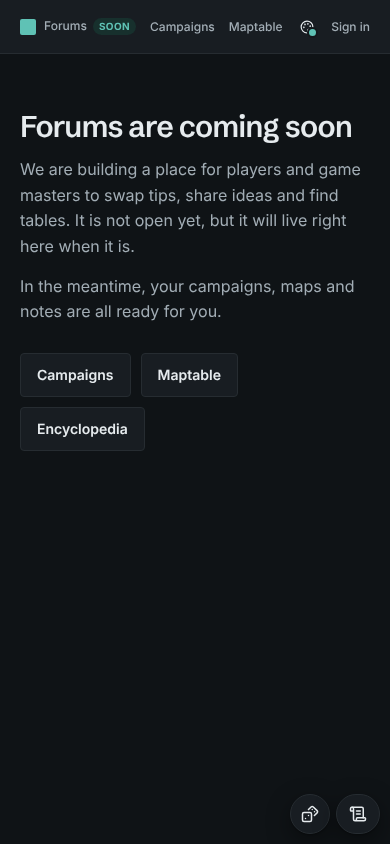 Forums SOON Campaigns Maptable Sign in
Forums are coming soon
We are building a place for players and game
masters to swap tips, share ideas and find
tables. It is not open yet, but it will live right
here when it is.
In the meantime, your campaigns, maps and
notes are all ready for you.
Campaigns Maptable
Encyclopedia